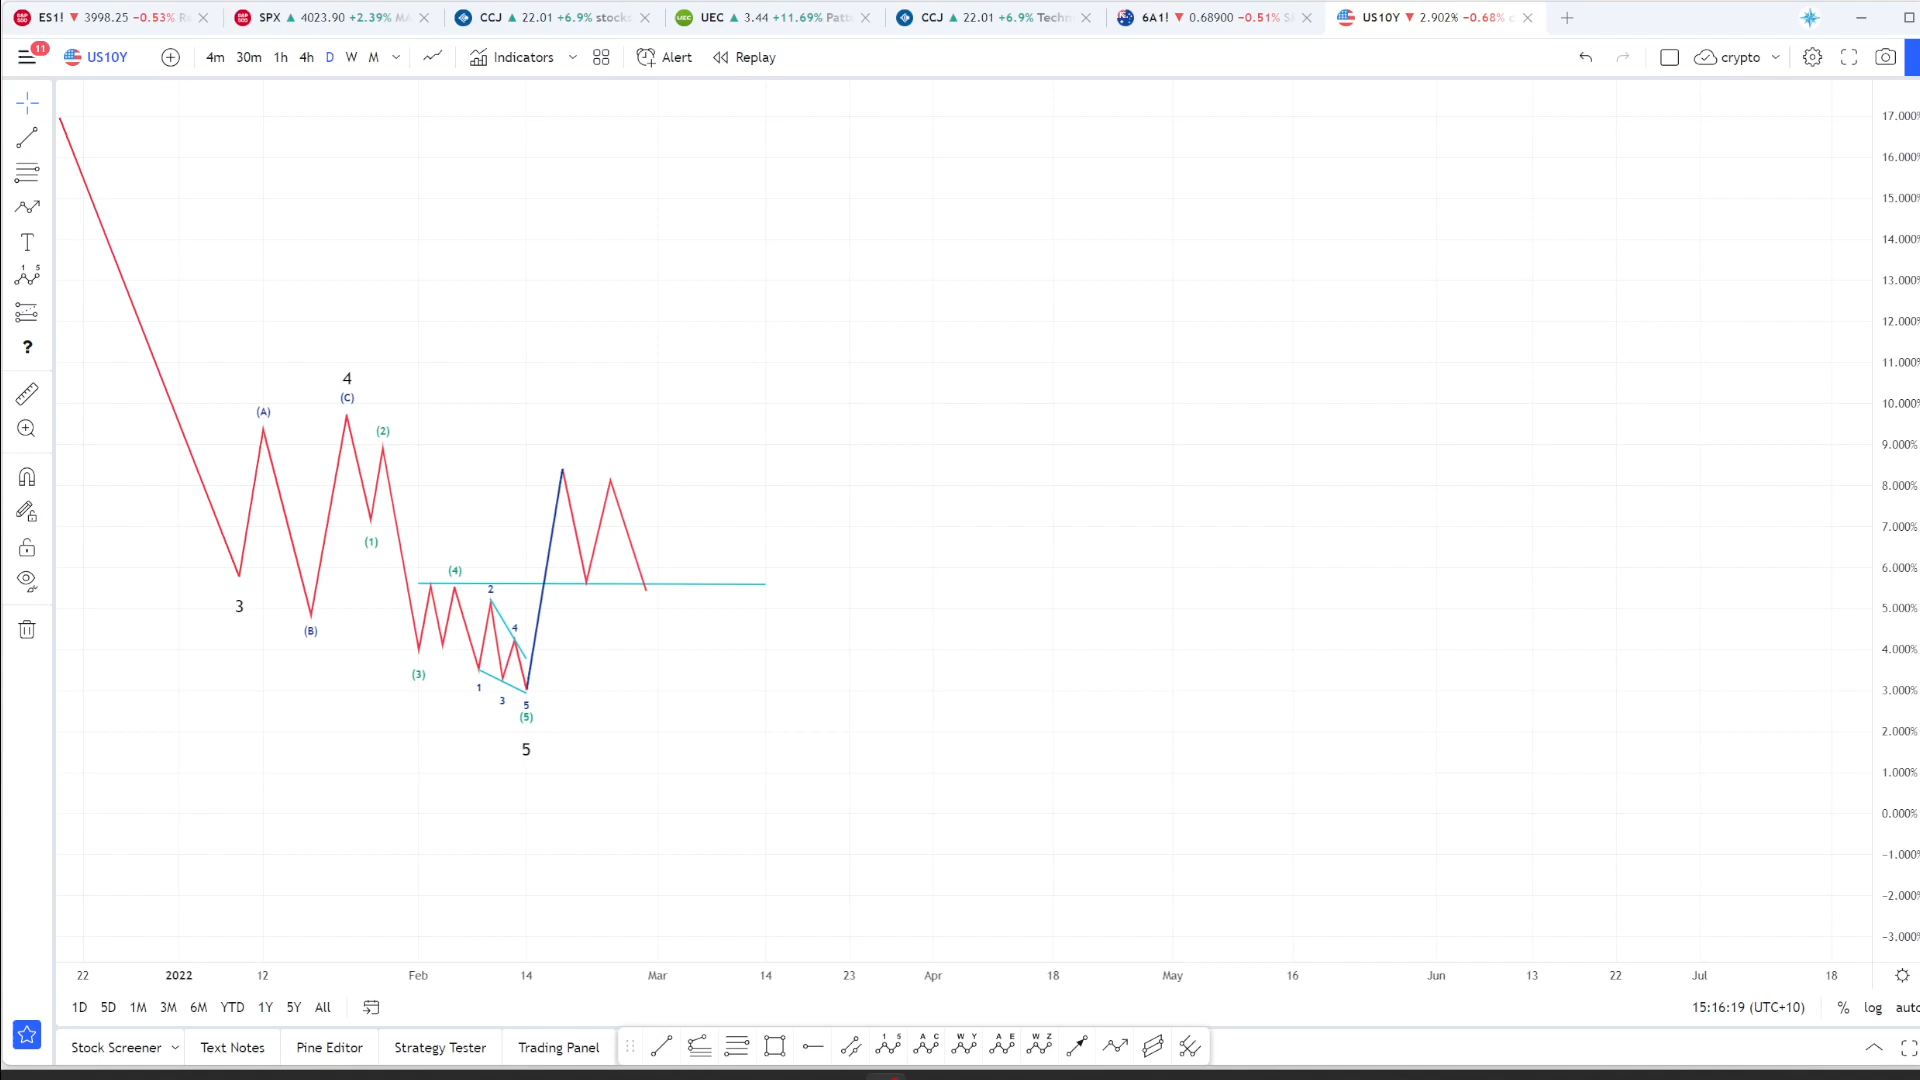 ES1! ▼ 3998.25 −0.53%
SPX ▲ 4023.90 +2.39%
CCJ ▲ 22.01 +6.9% stocks
UEC ▲ 3.44 +11.69% Patt
CCJ ▲ 22.01 +6.9% Techn
6A1! ▼ 0.68900 −0.51%
US10Y ▼ 2.902% −0.68%
11
US10Y
4m 30m 1h 4h D W M
Indicators
Alert
Replay
crypto
17.000%
16.000%
15.000%
14.000%
13.000%
12.000%
11.000%
4
(C)
10.000%
(A)
(2)
9.000%
8.000%
7.000%
(1)
(4)
6.000%
2
3
5.000%
(B)
4
4.000%
(3)
1
3.000%
3
5
(5)
2.000%
5
1.000%
0.000%
−1.000%
−2.000%
−3.000%
22 2022 12 Feb 14 Mar 14 23 Apr 18 May 16 Jun 13 22 Jul 18
1D 5D 1M 3M 6M YTD 1Y 5Y All
15:16:19 (UTC+10) % log auto
Stock Screener
Text Notes
Pine Editor
Strategy Tester
Trading Panel
1 5
A C
W Y
A E
W Z